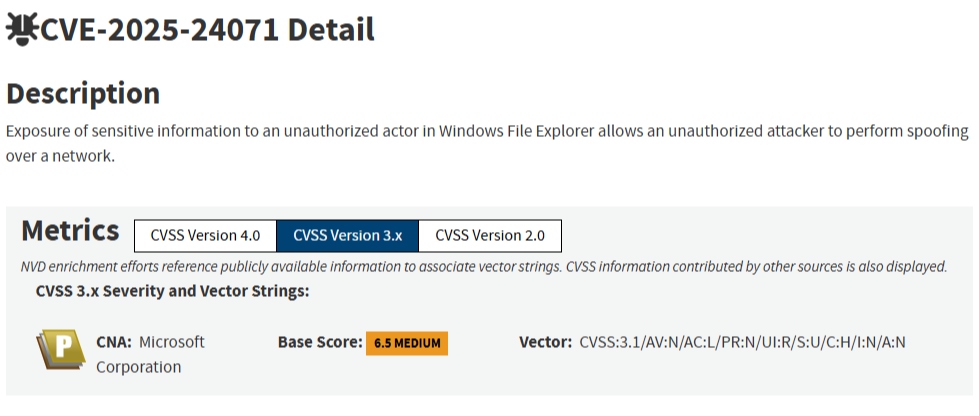 CVE-2025-24071 Detail
Description
Exposure of sensitive information to an unauthorized actor in Windows File Explorer allows an unauthorized attacker to perform spoofing
over a network.
Metrics
CVSS Version 4.0
CVSS Version 3.x
CVSS Version 2.0
NVD enrichment efforts reference publicly available information to associate vector strings. CVSS information contributed by other sources is also displayed.
CVSS 3.x Severity and Vector Strings:
P
CNA: Microsoft
Corporation
Base Score: 6.5 MEDIUM
Vector: CVSS:3.1/AV:N/AC:L/PR:N/UI:R/S:U/C:H/I:N/A:N